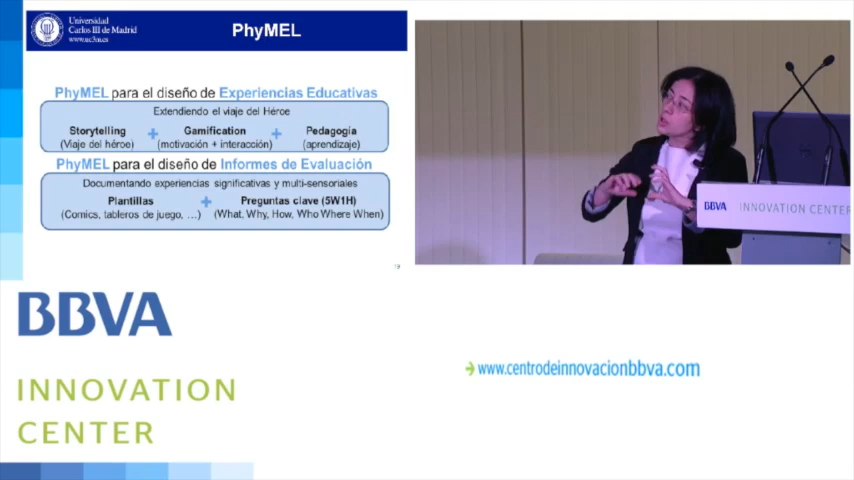 Universidad
Carlos III de Madrid
www.uc3m.es
PhyMEL
PhyMEL para el diseño de Experiencias Educativas
Extendiendo el viaje del Héroe
Storytelling + Gamification + Pedagogía
(Viaje del héroe) (motivación + interacción) (aprendizaje)
PhyMEL para el diseño de Informes de Evaluación
Documentando experiencias significativas y multi-sensoriales
Plantillas + Preguntas clave (5W1H)
(Comics, tableros de juego, ...) (What, Why, How, Who Where When)
BBVA INNOVATION CENTER
BBVA
INNOVATION
CENTER
www.centrodeinnovacionbbva.com